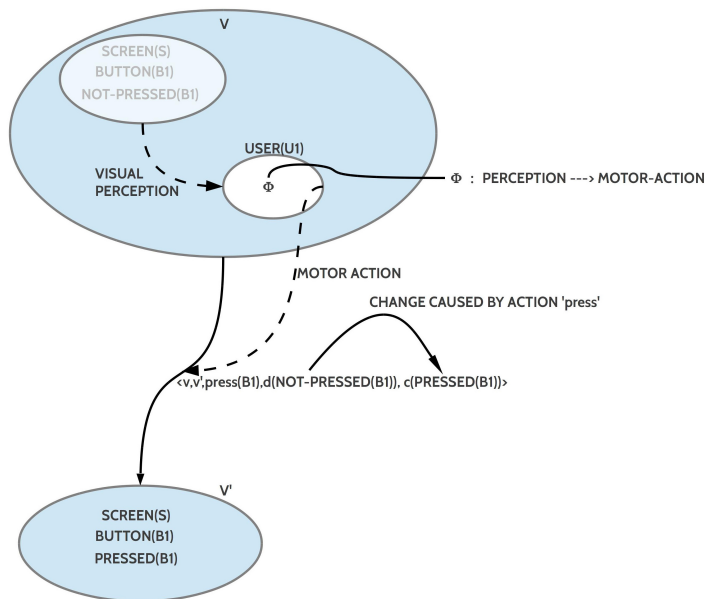 V
SCREEN(S)
BUTTON(B1)
NOT-PRESSED(B1)
USER(U1)
VISUAL
PERCEPTION
Φ
Φ : PERCEPTION ---> MOTOR-ACTION
MOTOR ACTION
CHANGE CAUSED BY ACTION 'press'
<v,v',press(B1),d(NOT-PRESSED(B1)), c(PRESSED(B1))>
V'
SCREEN(S)
BUTTON(B1)
PRESSED(B1)